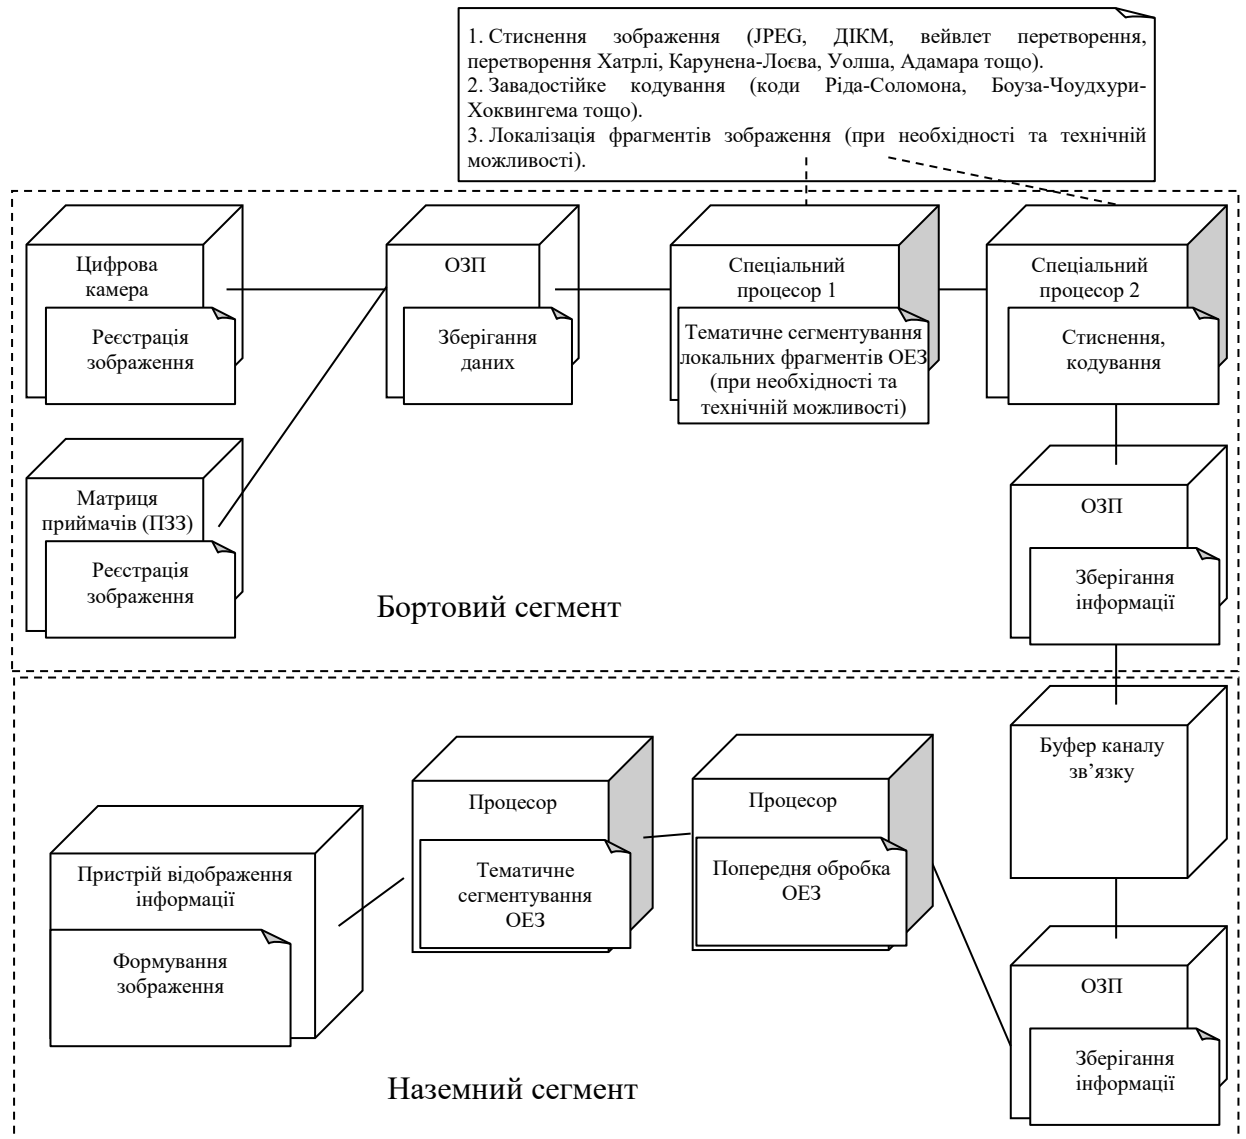 1. Стиснення зображення (JPEG, ДІКМ, вейвлет перетворення,
перетворення Хатрлі, Карунена-Лоєва, Уолша, Адамара тощо).
2. Завадостійке кодування (коди Ріда-Соломона, Боуза-Чоудхури-
Хоквингема тощо).
3. Локалізація фрагментів зображення (при необхідності та технічній
можливості).
Цифрова
камера
Реєстрація
зображення
ОЗП
Зберігання
даних
Спеціальний
процесор 1
Тематичне сегментування
локальних фрагментів ОЕЗ
(при необхідності та
технічній можливості)
Спеціальний
процесор 2
Стиснення,
кодування
Матриця
приймачів (ПЗЗ)
Реєстрація
зображення
ОЗП
Зберігання
інформації
Бортовий сегмент
Буфер каналу
зв’язку
Процесор
Попередня обробка
ОЕЗ
Процесор
Тематичне
сегментування
ОЕЗ
Пристрій відображення
інформації
Формування
зображення
ОЗП
Зберігання
інформації
Наземний сегмент